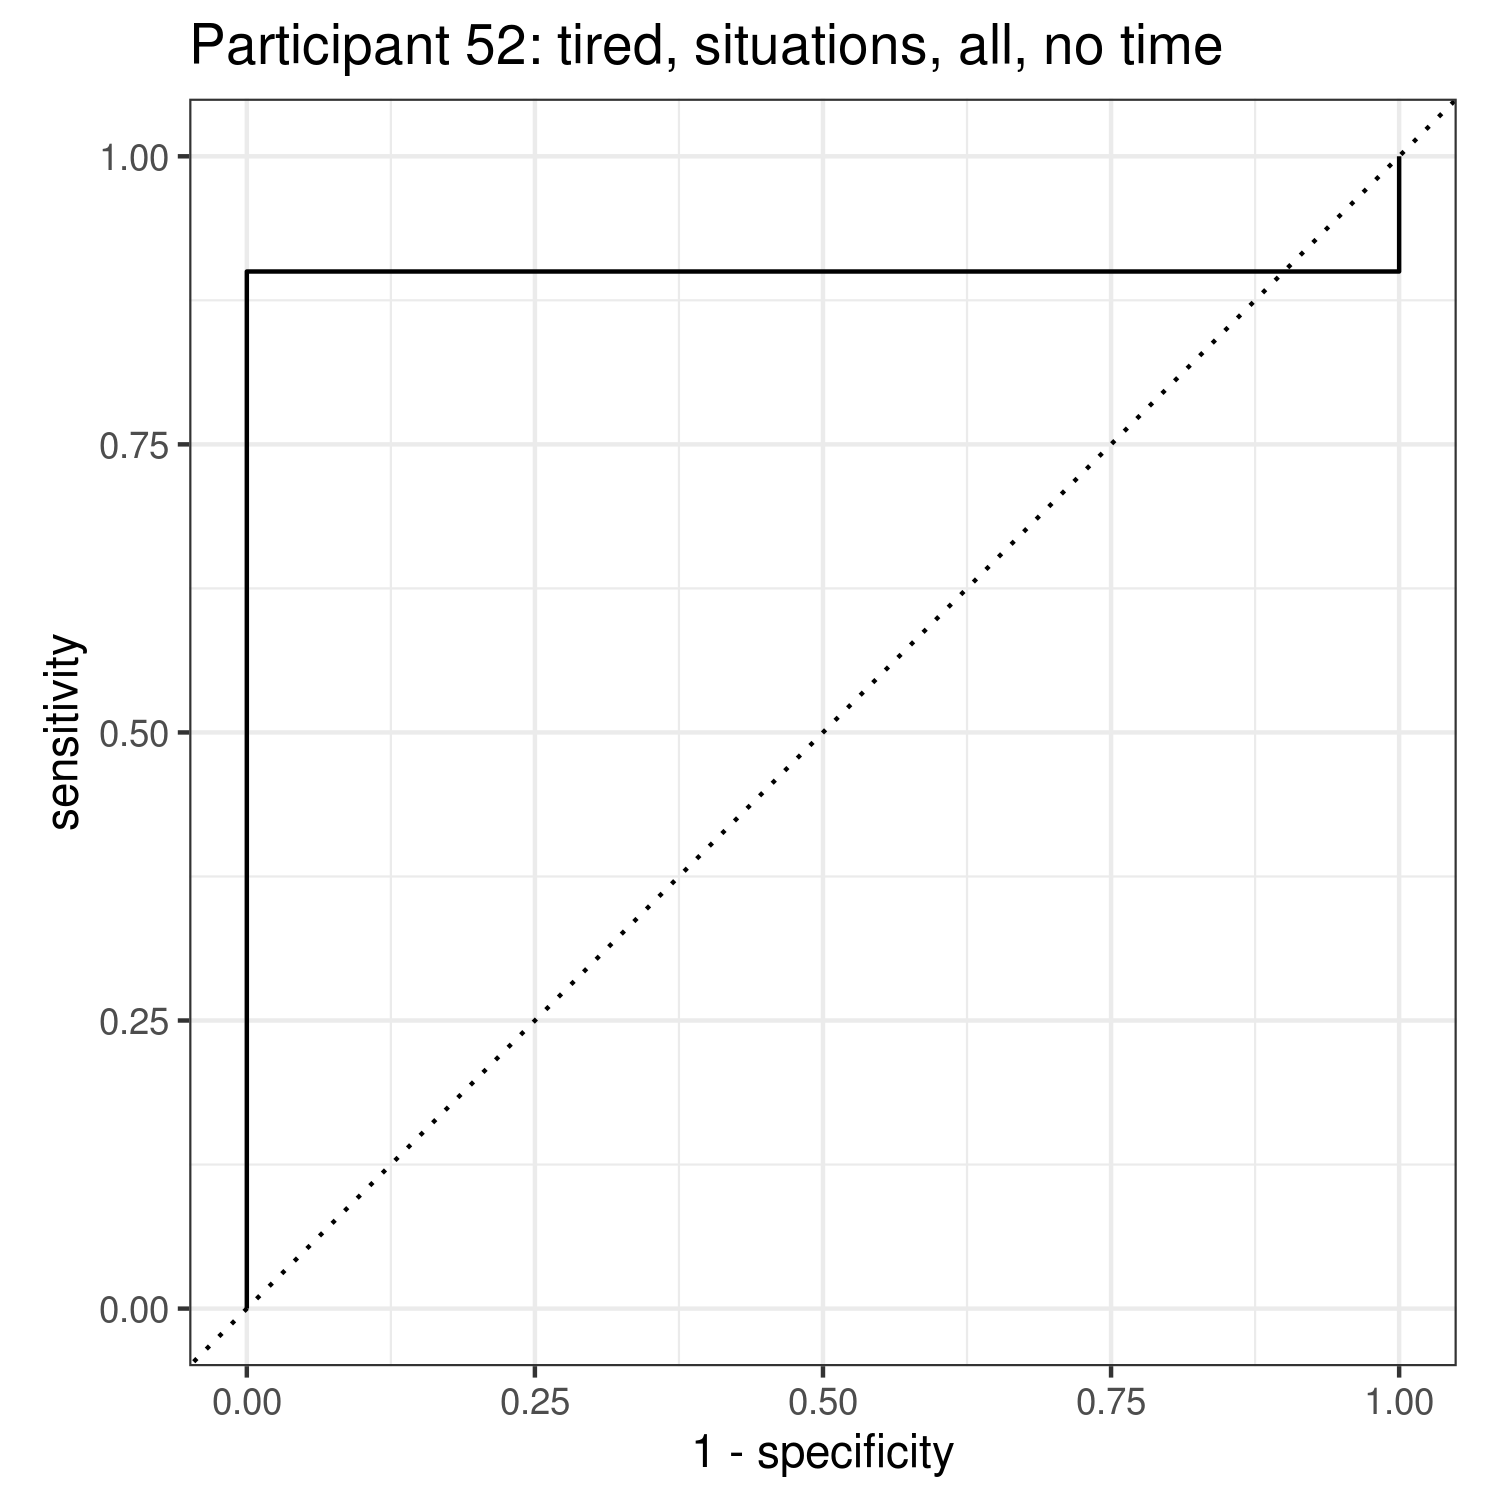 Participant 52: tired, situations, all, no time
1.00
0.75
0.50
0.25
0.00
sensitivity
0.00 0.25 0.50 0.75 1.00
1 - specificity